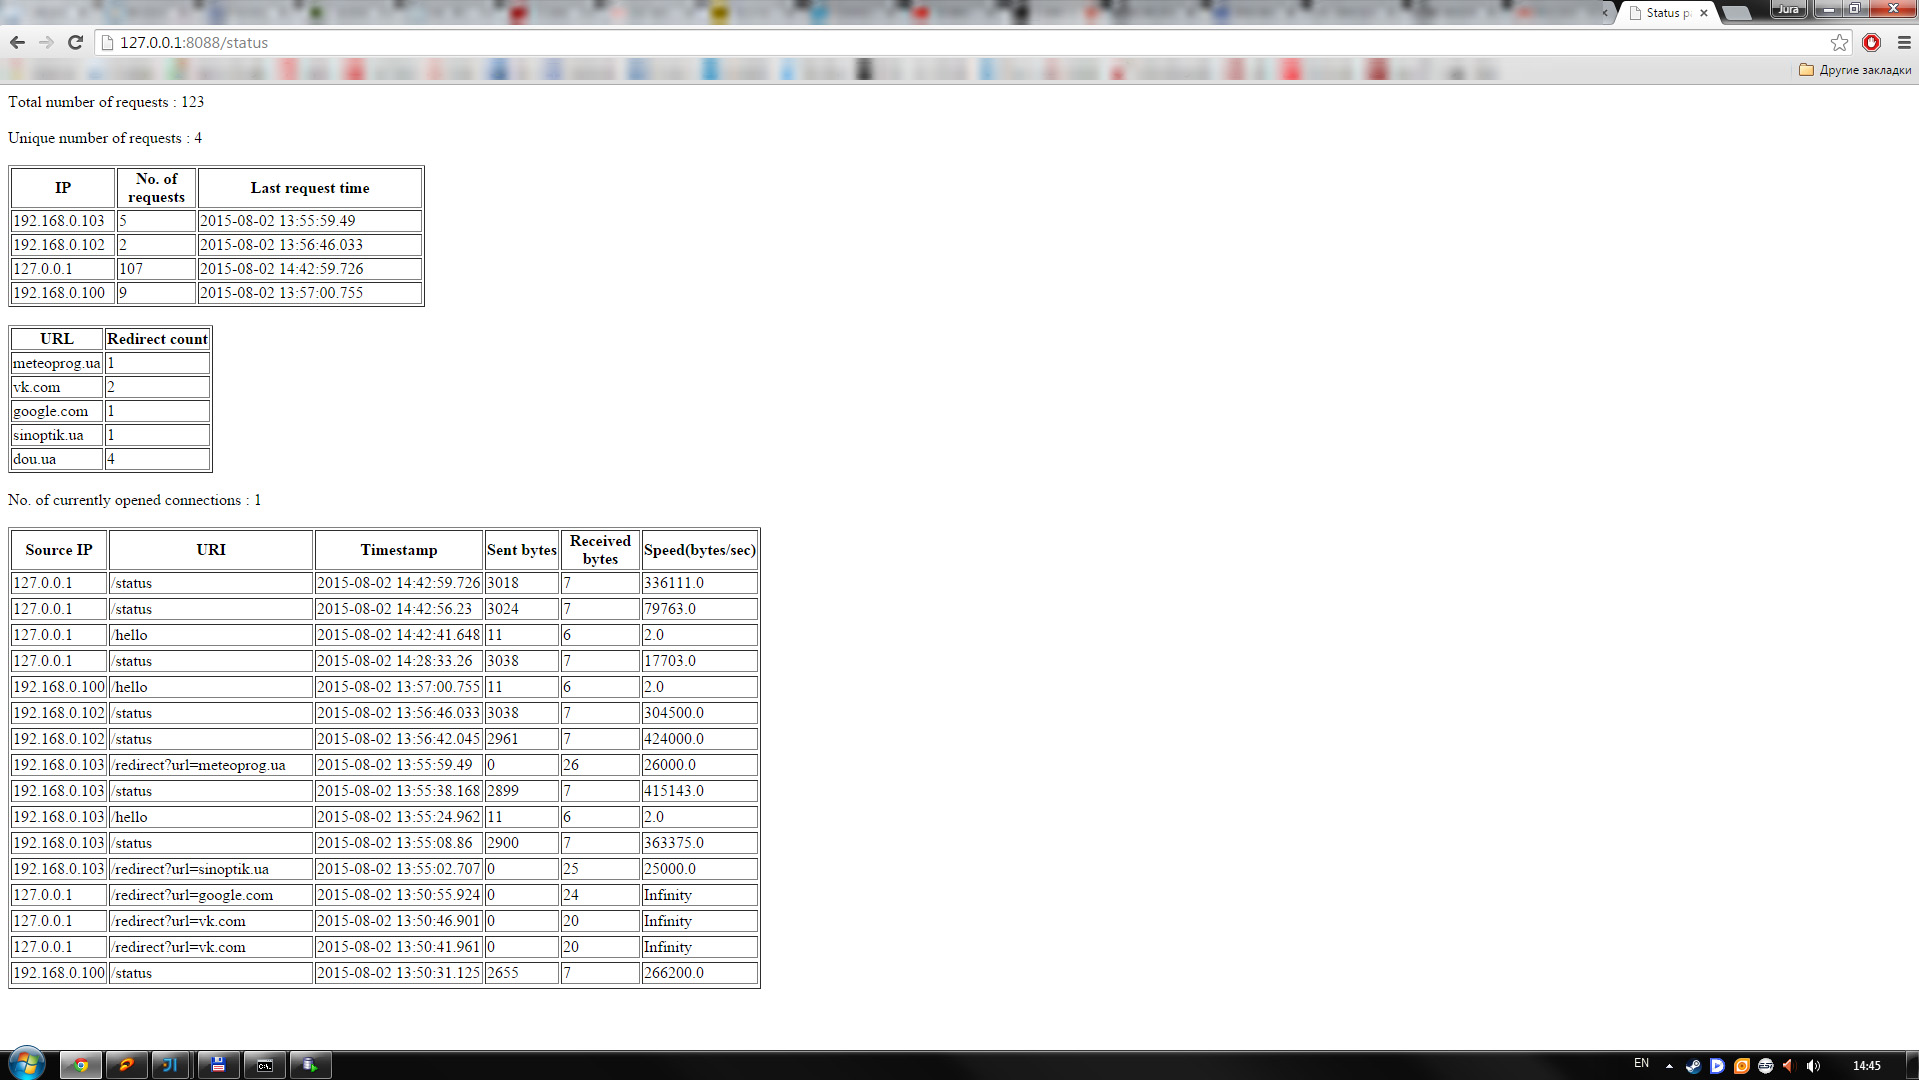 Status p
Jura
127.0.0.1:8088/status
Другие закладки
Total number of requests : 123
Unique number of requests : 4
IP No. of requests Last request time
192.168.0.103 5 2015-08-02 13:55:59.49
192.168.0.102 2 2015-08-02 13:56:46.033
127.0.0.1 107 2015-08-02 14:42:59.726
192.168.0.100 9 2015-08-02 13:57:00.755
URL Redirect count
meteoprog.ua 1
vk.com 2
google.com 1
sinoptik.ua 1
dou.ua 4
No. of currently opened connections : 1
Source IP URI Timestamp Sent bytes Received bytes Speed(bytes/sec)
127.0.0.1 /status 2015-08-02 14:42:59.726 3018 7 336111.0
127.0.0.1 /status 2015-08-02 14:42:56.23 3024 7 79763.0
127.0.0.1 /hello 2015-08-02 14:42:41.648 11 6 2.0
127.0.0.1 /status 2015-08-02 14:28:33.26 3038 7 17703.0
192.168.0.100 /hello 2015-08-02 13:57:00.755 11 6 2.0
192.168.0.102 /status 2015-08-02 13:56:46.033 3038 7 304500.0
192.168.0.102 /status 2015-08-02 13:56:42.045 2961 7 424000.0
192.168.0.103 /redirect?url=meteoprog.ua 2015-08-02 13:55:59.49 0 26 26000.0
192.168.0.103 /status 2015-08-02 13:55:38.168 2899 7 415143.0
192.168.0.103 /hello 2015-08-02 13:55:24.962 11 6 2.0
192.168.0.103 /status 2015-08-02 13:55:08.86 2900 7 363375.0
192.168.0.103 /redirect?url=sinoptik.ua 2015-08-02 13:55:02.707 0 25 25000.0
127.0.0.1 /redirect?url=google.com 2015-08-02 13:50:55.924 0 24 Infinity
127.0.0.1 /redirect?url=vk.com 2015-08-02 13:50:46.901 0 20 Infinity
127.0.0.1 /redirect?url=vk.com 2015-08-02 13:50:41.961 0 20 Infinity
192.168.0.100 /status 2015-08-02 13:50:31.125 2655 7 266200.0
EN 14:45